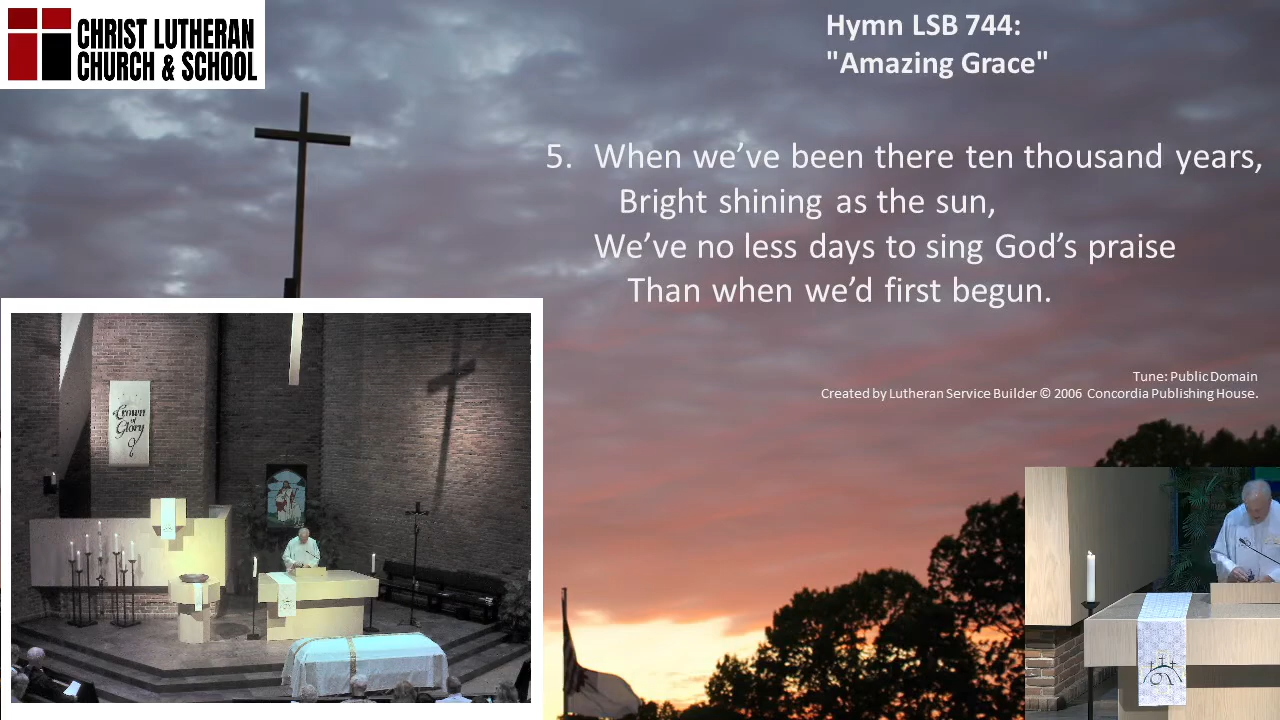 CHRIST LUTHERAN
CHURCH & SCHOOL
Hymn LSB 744:
"Amazing Grace"
5. When we’ve been there ten thousand years,
Bright shining as the sun,
We’ve no less days to sing God’s praise
Than when we’d first begun.
Tune: Public Domain
Created by Lutheran Service Builder © 2006 Concordia Publishing House.
Crown
of
Glory